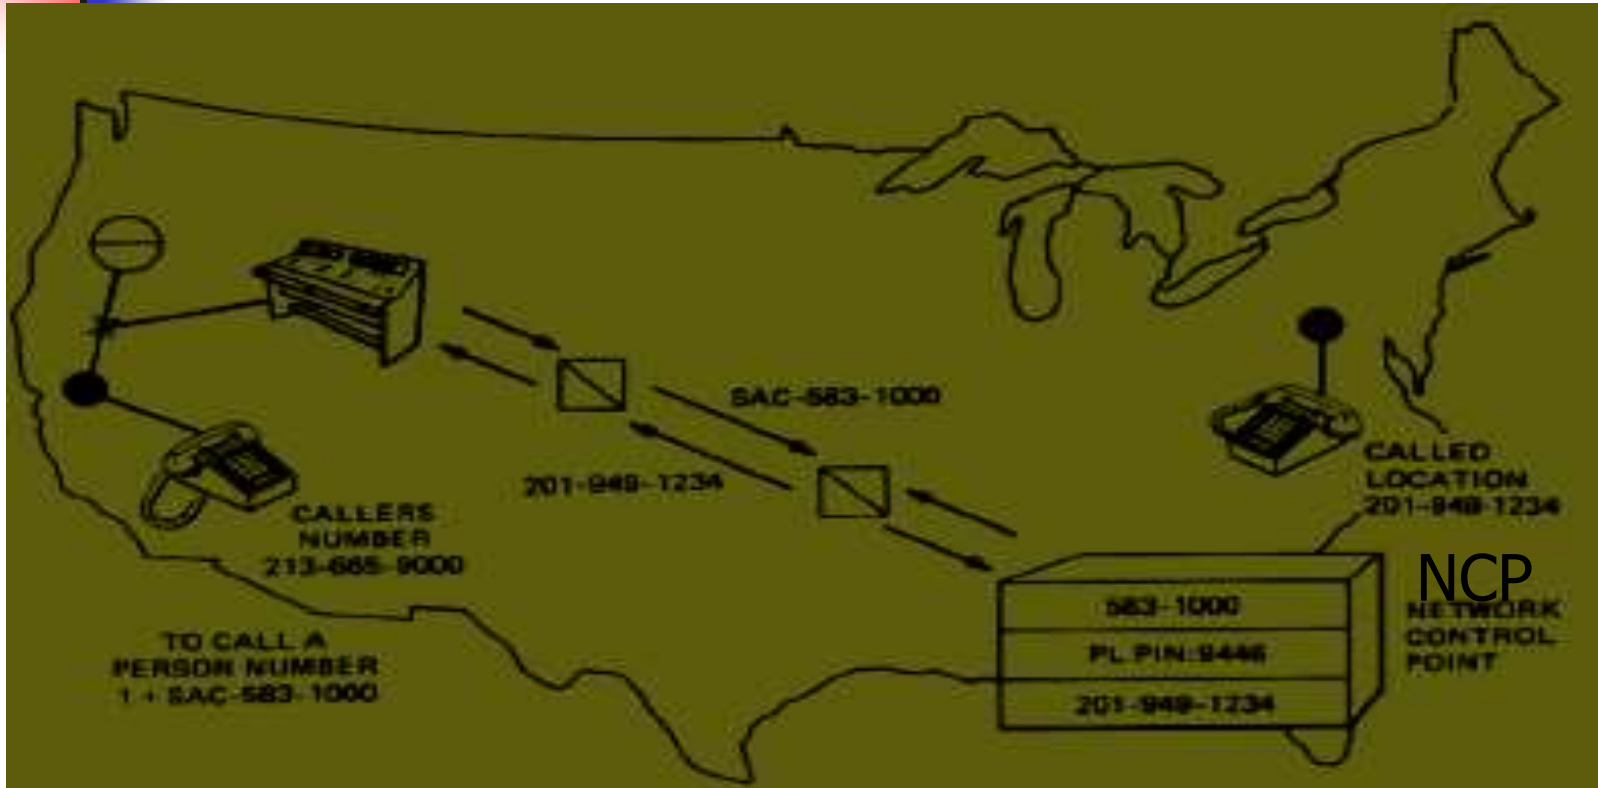 SAC-583-1000
201-949-1234
CALLERS
NUMBER
213-665-9000
TO CALL A
PERSON NUMBER
1 + SAC-583-1000
CALLED
LOCATION
201-949-1234
NCP
NETWORK
CONTROL
POINT
583-1000
PL PIN:9446
201-949-1234